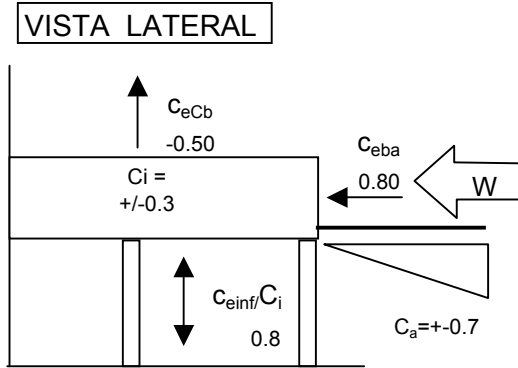 VISTA LATERAL
ceCb
-0.50
ceba
0.80
W
Ci =
+/-0.3
ceinf/Ci
0.8
Ca=+-0.7